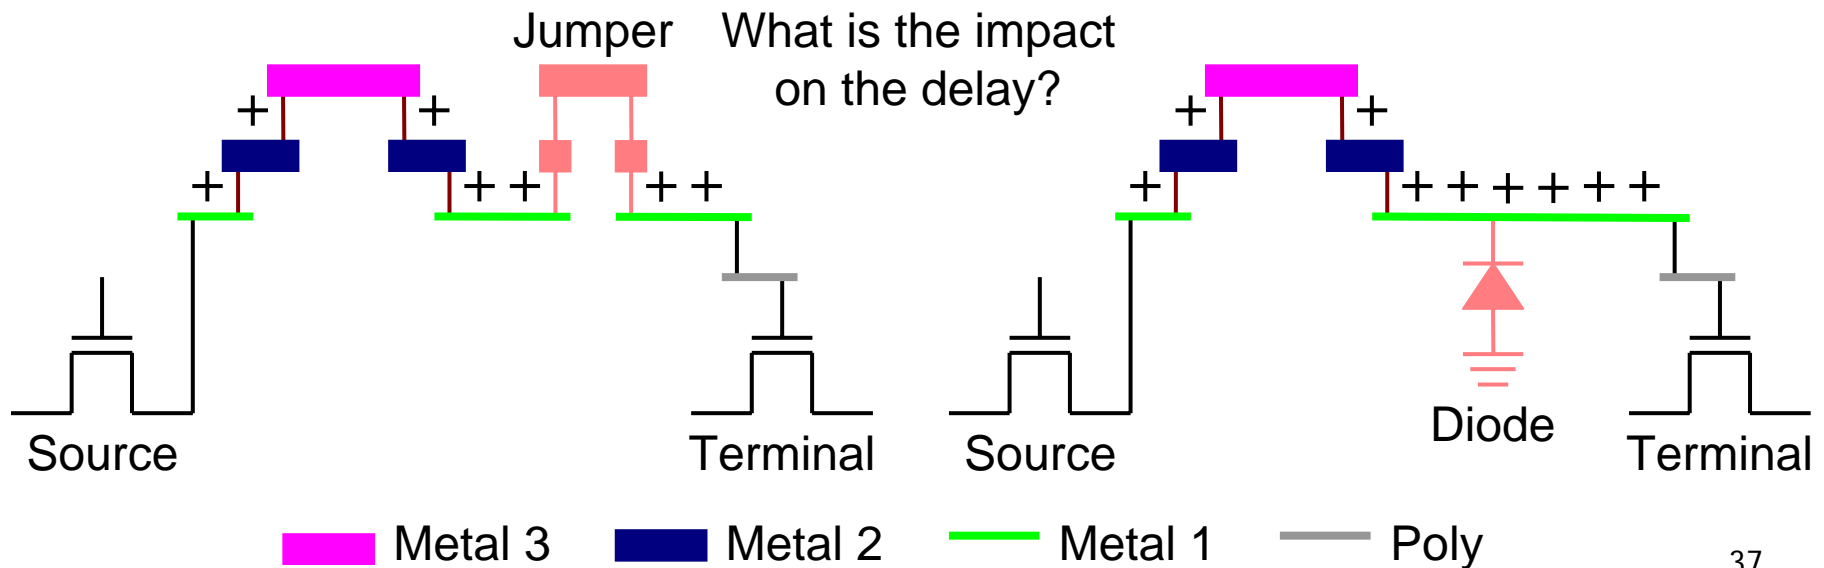 Jumper
What is the impact
on the delay?
+ + + + + + +
+ + + + + + + + +
Source
Terminal
Source
Diode
Terminal
Metal 3
Metal 2
Metal 1
Poly
37